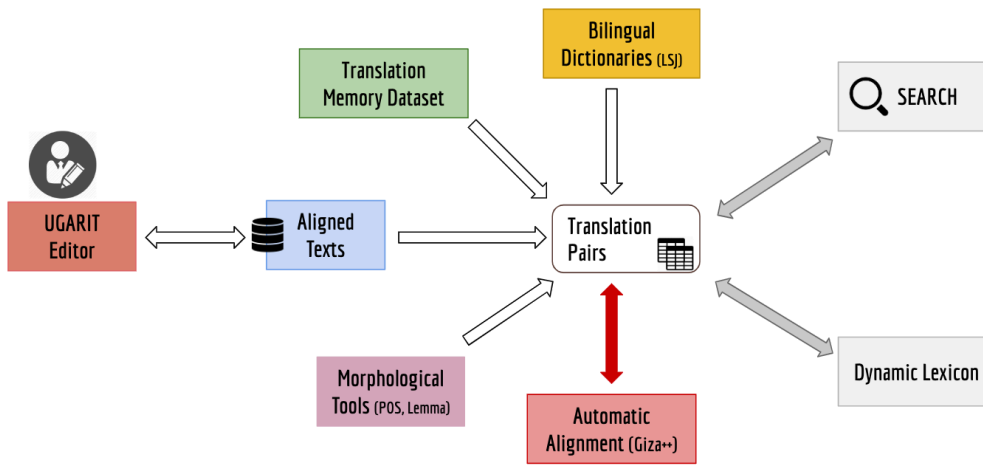 Bilingual
Dictionaries (LSJ)
Translation
Memory Dataset
SEARCH
UGARIT
Editor
Aligned
Texts
Translation
Pairs
Morphological
Tools (POS, Lemma)
Automatic
Alignment (Giza++)
Dynamic Lexicon